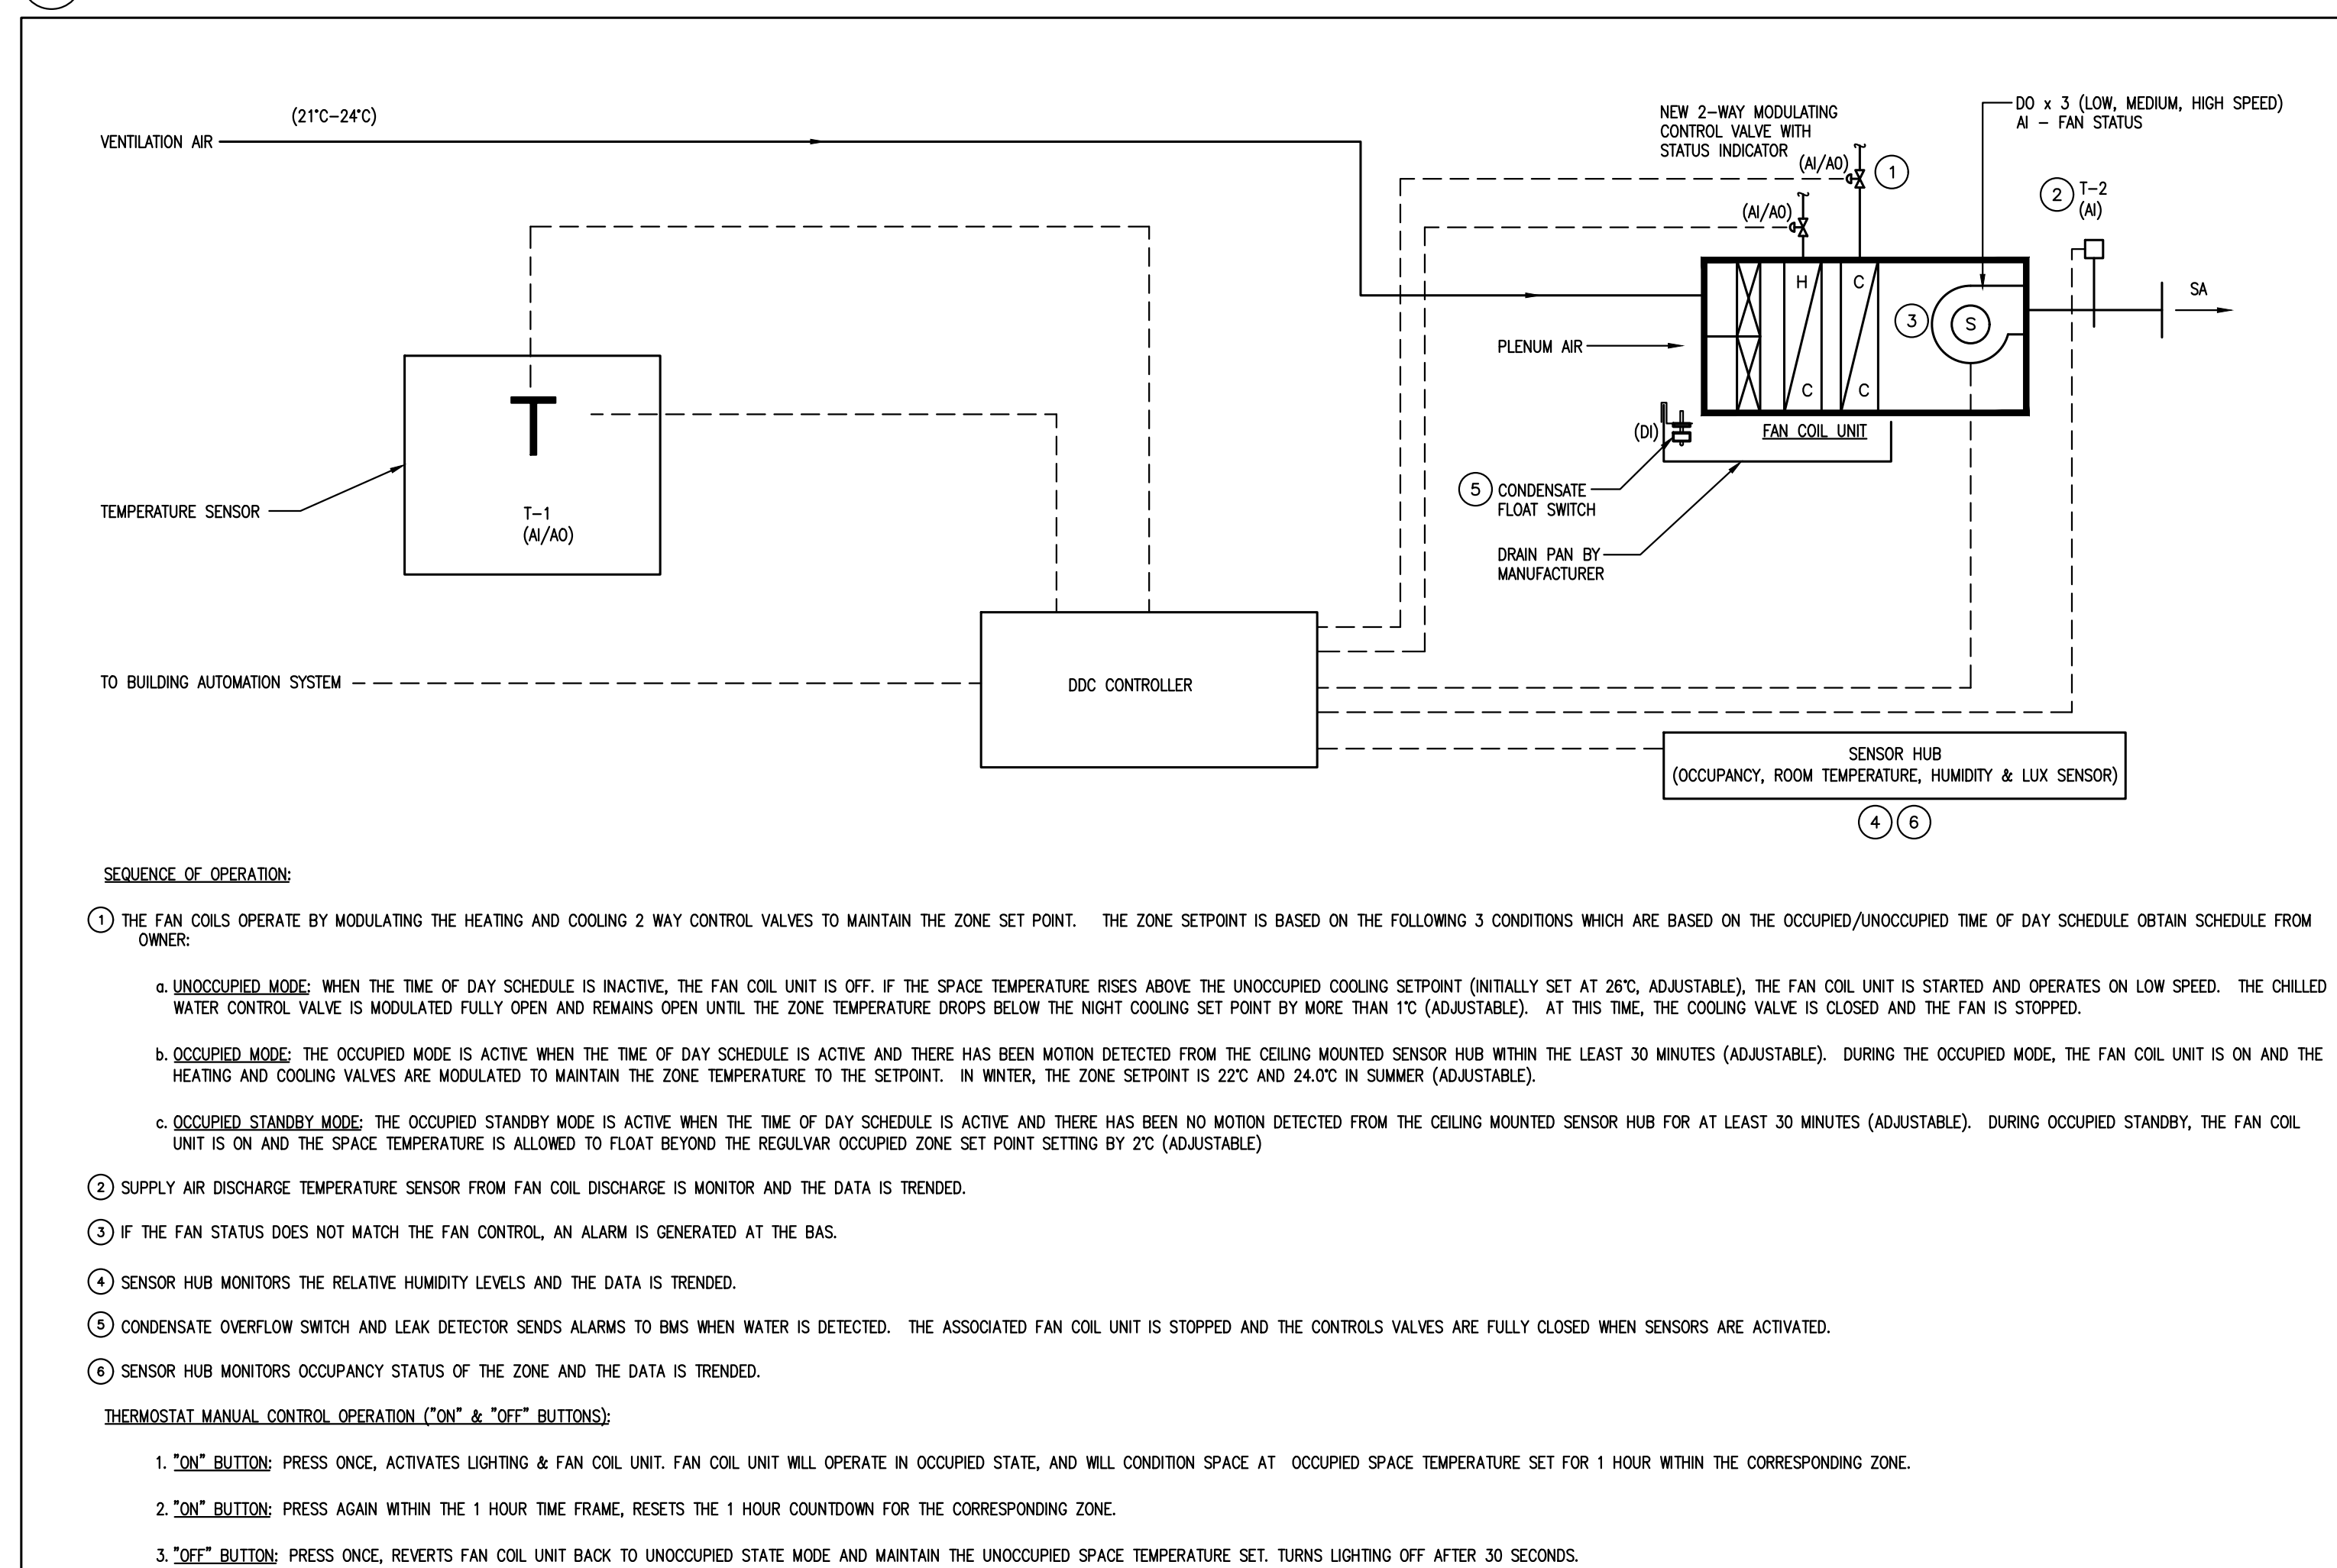 (21°C-24°C)
VENTILATION AIR
NEW 2-WAY MODULATING
CONTROL VALVE WITH
STATUS INDICATOR
(AI/AO)
1
(AI/AO)
DO x 3 (LOW, MEDIUM, HIGH SPEED)
AI - FAN STATUS
2 T-2
(AI)
H
C
C
C
3
S
SA
PLENUM AIR
(DI)
FAN COIL UNIT
5 CONDENSATE
FLOAT SWITCH
DRAIN PAN BY
MANUFACTURER
T
TEMPERATURE SENSOR
T-1
(AI/AO)
TO BUILDING AUTOMATION SYSTEM
DDC CONTROLLER
SENSOR HUB
(OCCUPANCY, ROOM TEMPERATURE, HUMIDITY & LUX SENSOR)
4 6
SEQUENCE OF OPERATION:
1 THE FAN COILS OPERATE BY MODULATING THE HEATING AND COOLING 2 WAY CONTROL VALVES TO MAINTAIN THE ZONE SET POINT. THE ZONE SETPOINT IS BASED ON THE FOLLOWING 3 CONDITIONS WHICH ARE BASED ON THE OCCUPIED/UNOCCUPIED TIME OF DAY SCHEDULE OBTAIN SCHEDULE FROM
OWNER:
a. UNOCCUPIED MODE: WHEN THE TIME OF DAY SCHEDULE IS INACTIVE, THE FAN COIL UNIT IS OFF. IF THE SPACE TEMPERATURE RISES ABOVE THE UNOCCUPIED COOLING SETPOINT (INITIALLY SET AT 26°C, ADJUSTABLE), THE FAN COIL UNIT IS STARTED AND OPERATES ON LOW SPEED. THE CHILLED
WATER CONTROL VALVE IS MODULATED FULLY OPEN AND REMAINS OPEN UNTIL THE ZONE TEMPERATURE DROPS BELOW THE NIGHT COOLING SET POINT BY MORE THAN 1°C (ADJUSTABLE). AT THIS TIME, THE COOLING VALVE IS CLOSED AND THE FAN IS STOPPED.
b. OCCUPIED MODE: THE OCCUPIED MODE IS ACTIVE WHEN THE TIME OF DAY SCHEDULE IS ACTIVE AND THERE HAS BEEN MOTION DETECTED FROM THE CEILING MOUNTED SENSOR HUB WITHIN THE LEAST 30 MINUTES (ADJUSTABLE). DURING THE OCCUPIED MODE, THE FAN COIL UNIT IS ON AND THE
HEATING AND COOLING VALVES ARE MODULATED TO MAINTAIN THE ZONE TEMPERATURE TO THE SETPOINT. IN WINTER, THE ZONE SETPOINT IS 22°C AND 24.0°C IN SUMMER (ADJUSTABLE).
c. OCCUPIED STANDBY MODE: THE OCCUPIED STANDBY MODE IS ACTIVE WHEN THE TIME OF DAY SCHEDULE IS ACTIVE AND THERE HAS BEEN NO MOTION DETECTED FROM THE CEILING MOUNTED SENSOR HUB FOR AT LEAST 30 MINUTES (ADJUSTABLE). DURING OCCUPIED STANDBY, THE FAN COIL
UNIT IS ON AND THE SPACE TEMPERATURE IS ALLOWED TO FLOAT BEYOND THE REGULVAR OCCUPIED ZONE SET POINT SETTING BY 2°C (ADJUSTABLE)
2 SUPPLY AIR DISCHARGE TEMPERATURE SENSOR FROM FAN COIL DISCHARGE IS MONITOR AND THE DATA IS TRENDED.
3 IF THE FAN STATUS DOES NOT MATCH THE FAN CONTROL, AN ALARM IS GENERATED AT THE BAS.
4 SENSOR HUB MONITORS THE RELATIVE HUMIDITY LEVELS AND THE DATA IS TRENDED.
5 CONDENSATE OVERFLOW SWITCH AND LEAK DETECTOR SENDS ALARMS TO BMS WHEN WATER IS DETECTED. THE ASSOCIATED FAN COIL UNIT IS STOPPED AND THE CONTROLS VALVES ARE FULLY CLOSED WHEN SENSORS ARE ACTIVATED.
6 SENSOR HUB MONITORS OCCUPANCY STATUS OF THE ZONE AND THE DATA IS TRENDED.
THERMOSTAT MANUAL CONTROL OPERATION ("ON" & "OFF" BUTTONS):
1. "ON" BUTTON: PRESS ONCE, ACTIVATES LIGHTING & FAN COIL UNIT. FAN COIL UNIT WILL OPERATE IN OCCUPIED STATE, AND WILL CONDITION SPACE AT OCCUPIED SPACE TEMPERATURE SET FOR 1 HOUR WITHIN THE CORRESPONDING ZONE.
2. "ON" BUTTON: PRESS AGAIN WITHIN THE 1 HOUR TIME FRAME, RESETS THE 1 HOUR COUNTDOWN FOR THE CORRESPONDING ZONE.
3. "OFF" BUTTON: PRESS ONCE, REVERTS FAN COIL UNIT BACK TO UNOCCUPIED STATE MODE AND MAINTAIN THE UNOCCUPIED SPACE TEMPERATURE SET. TURNS LIGHTING OFF AFTER 30 SECONDS.